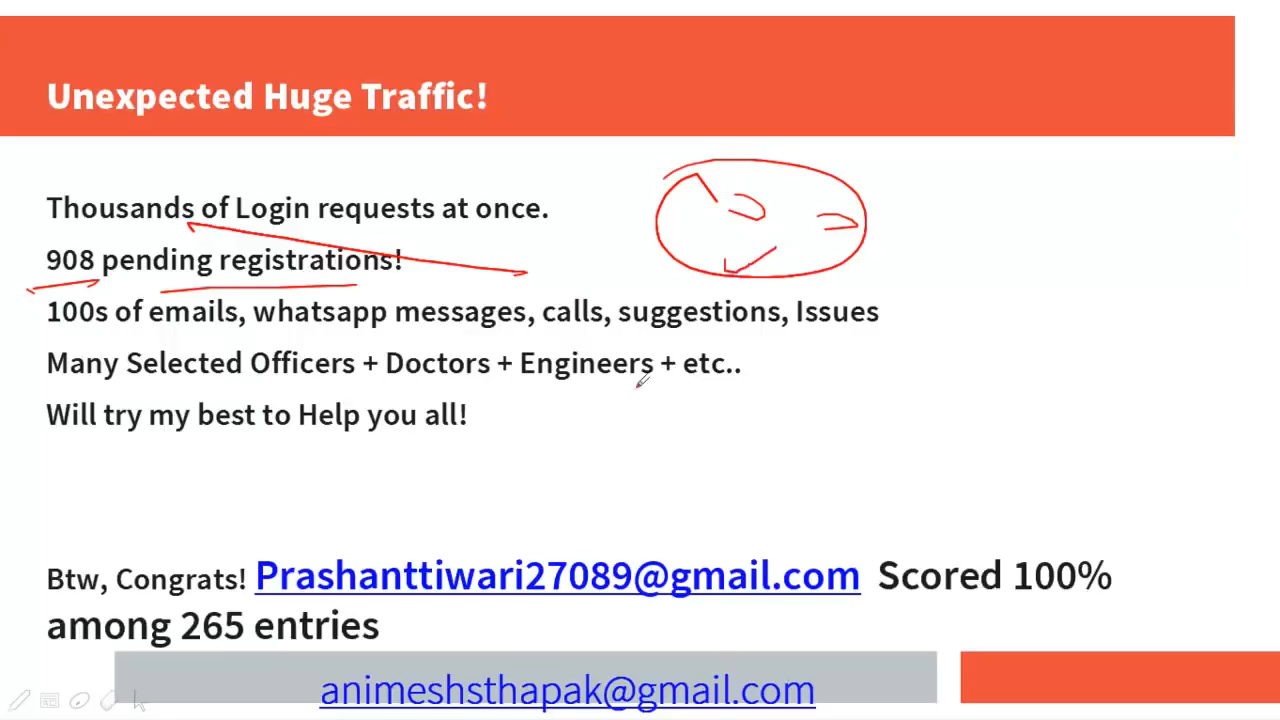 Unexpected Huge Traffic!
Thousands of Login requests at once.
908 pending registrations!
100s of emails, whatsapp messages, calls, suggestions, Issues
Many Selected Officers + Doctors + Engineers + etc..
Will try my best to Help you all!
Btw, Congrats! Prashanttiwari27089@gmail.com Scored 100%
among 265 entries
animeshsthapak@gmail.com